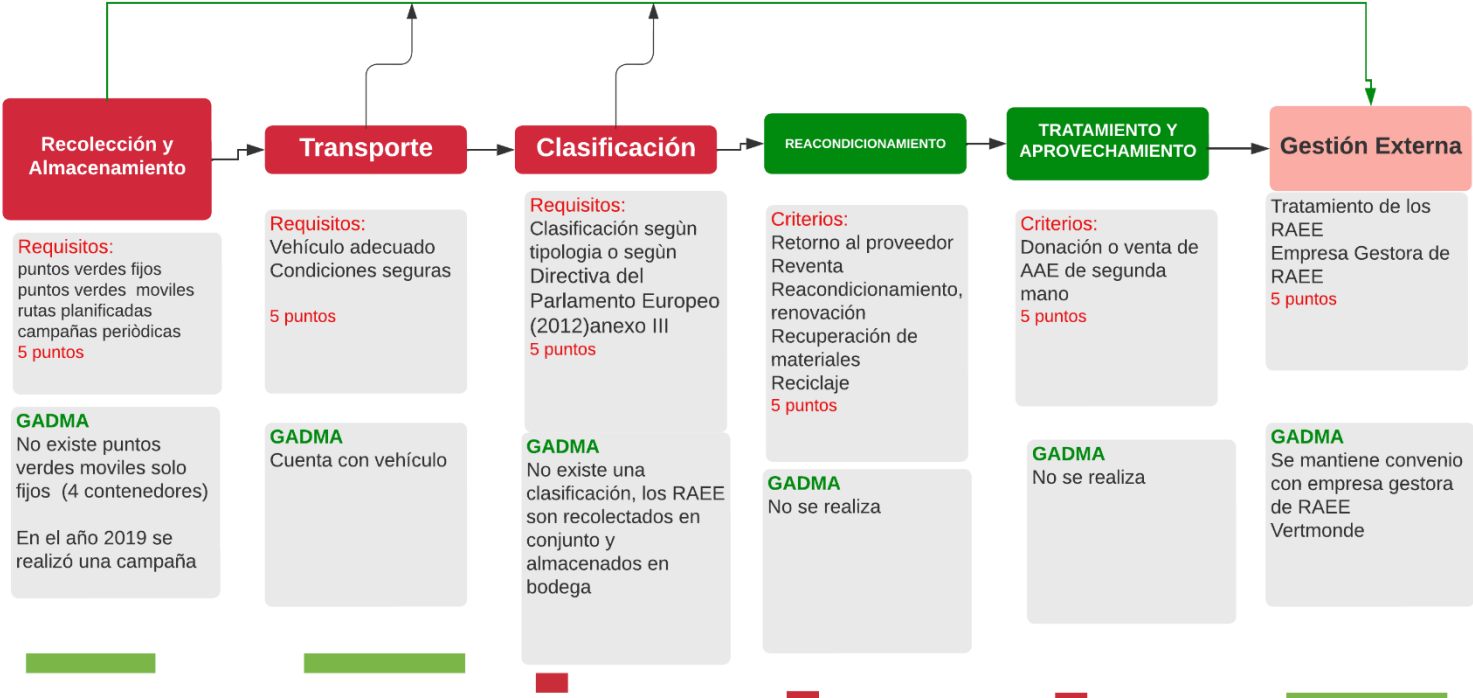 Recolección y
Almacenamiento
Requisitos:
puntos verdes fijos
puntos verdes moviles
rutas planificadas
campañas periòdicas
5 puntos
GADMA
No existe puntos
verdes moviles solo
fijos (4 contenedores)
En el año 2019 se
realizó una campaña
Transporte
Requisitos:
Vehículo adecuado
Condiciones seguras
5 puntos
GADMA
Cuenta con vehículo
Clasificación
Requisitos:
Clasificación segùn
tipologia o segùn
Directiva del
Parlamento Europeo
(2012)anexo III
5 puntos
GADMA
No existe una
clasificación, los RAEE
son recolectados en
conjunto y
almacenados en
bodega
REACONDICIONAMIENTO
Criterios:
Retorno al proveedor
Reventa
Reacondicionamiento,
renovación
Recuperación de
materiales
Reciclaje
5 puntos
GADMA
No se realiza
TRATAMIENTO Y
APROVECHAMIENTO
Criterios:
Donación o venta de
AAE de segunda
mano
5 puntos
GADMA
No se realiza
Gestión Externa
Tratamiento de los
RAEE
Empresa Gestora de
RAEE
5 puntos
GADMA
Se mantiene convenio
con empresa gestora
de RAEE
Vertmonde